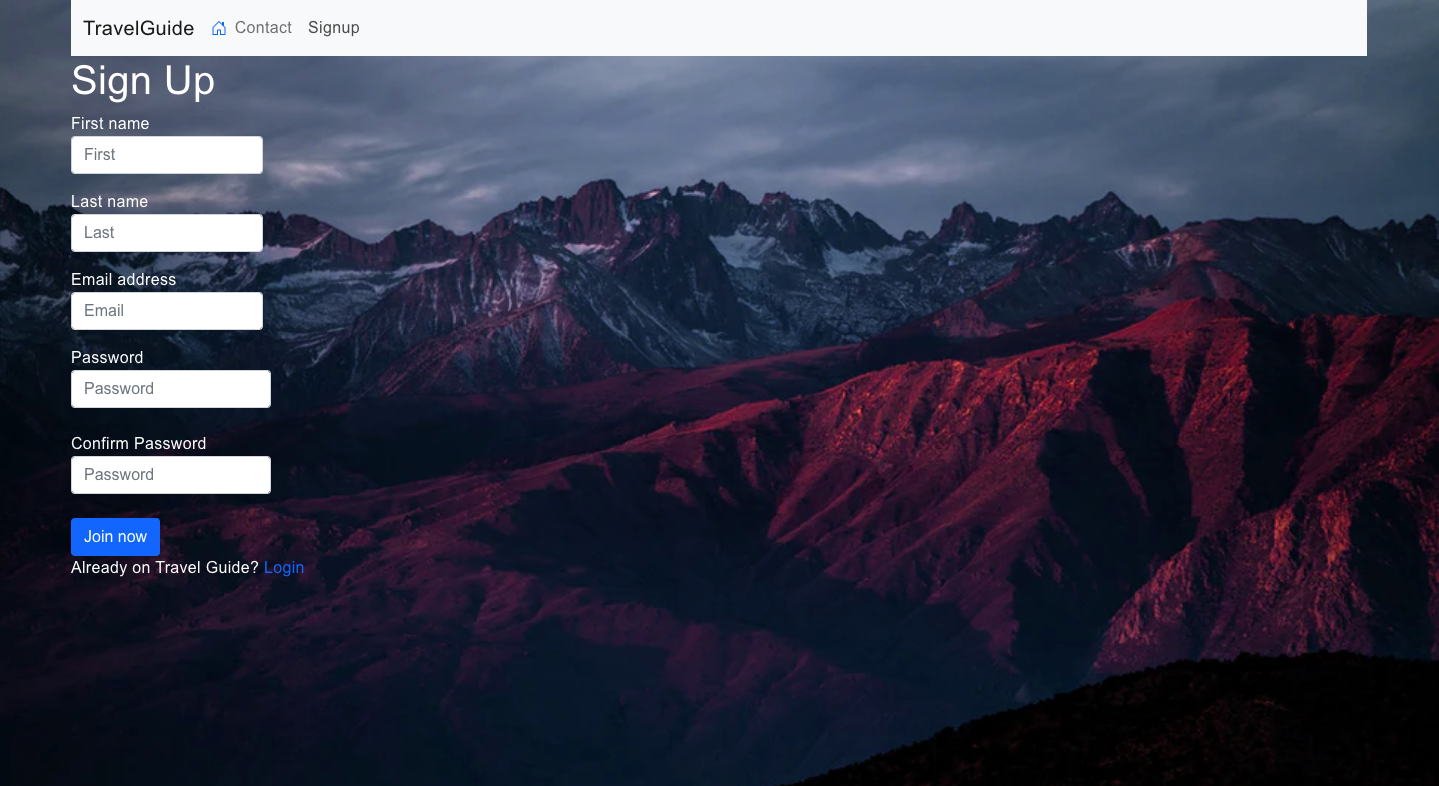 TravelGuide Contact Signup
Sign Up
First name
First
Last name
Last
Email address
Email
Password
Password
Confirm Password
Password
Join now
Already on Travel Guide? Login